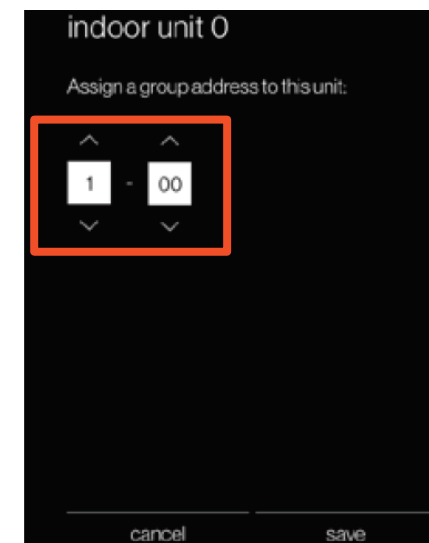 indoor unit 0
Assign a group address to this unit:
1 - 00
cancel save